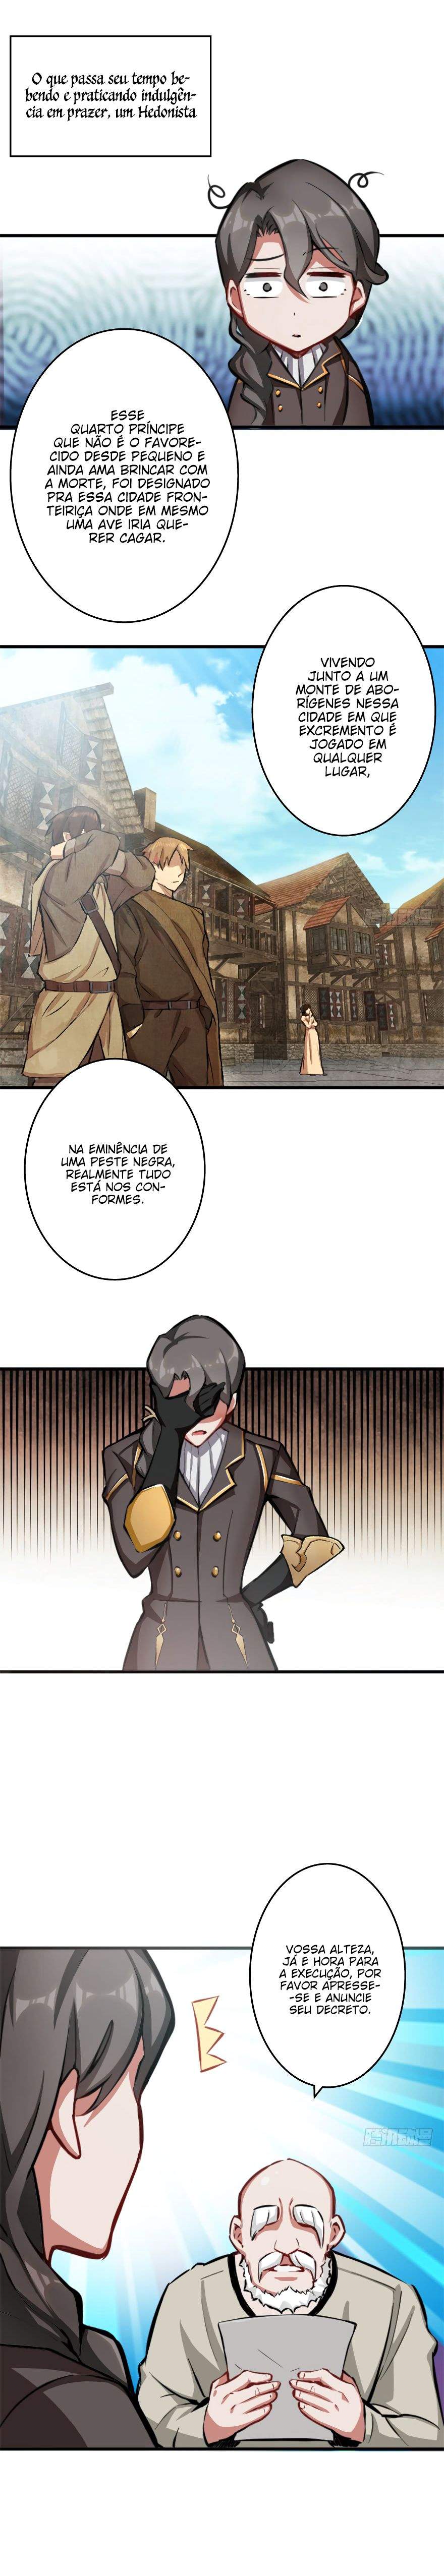 O que passa seu tempo be-
bendo e praticando indulgên-
cia em prazer, um Hedonista
ESSE
QUARTO PRÍNCIPE
QUE NÃO É O FAVORE-
CIDO DESDE PEQUENO E
AINDA AMA BRINCAR COM
A MORTE, FOI DESIGNADO
PRA ESSA CIDADE FRON-
TEIRIÇA ONDE EM MESMO
UMA AVE IRIA QUE-
RER CAGAR.
VIVENDO
JUNTO A UM
MONTE DE ABO-
RÍGENES NESSA
CIDADE EM QUE
EXCREMENTO É
JOGADO EM
QUALQUER
LUGAR,
NA EMINÊNCIA DE
UMA PESTE NEGRA,
REALMENTE TUDO
ESTÁ NOS CON-
FORMES.
VOSSA ALTEZA,
JÁ E HORA PARA
A EXECUÇÃO, POR
FAVOR APRESSE-
-SE E ANUNCIE
SEU DECRETO.